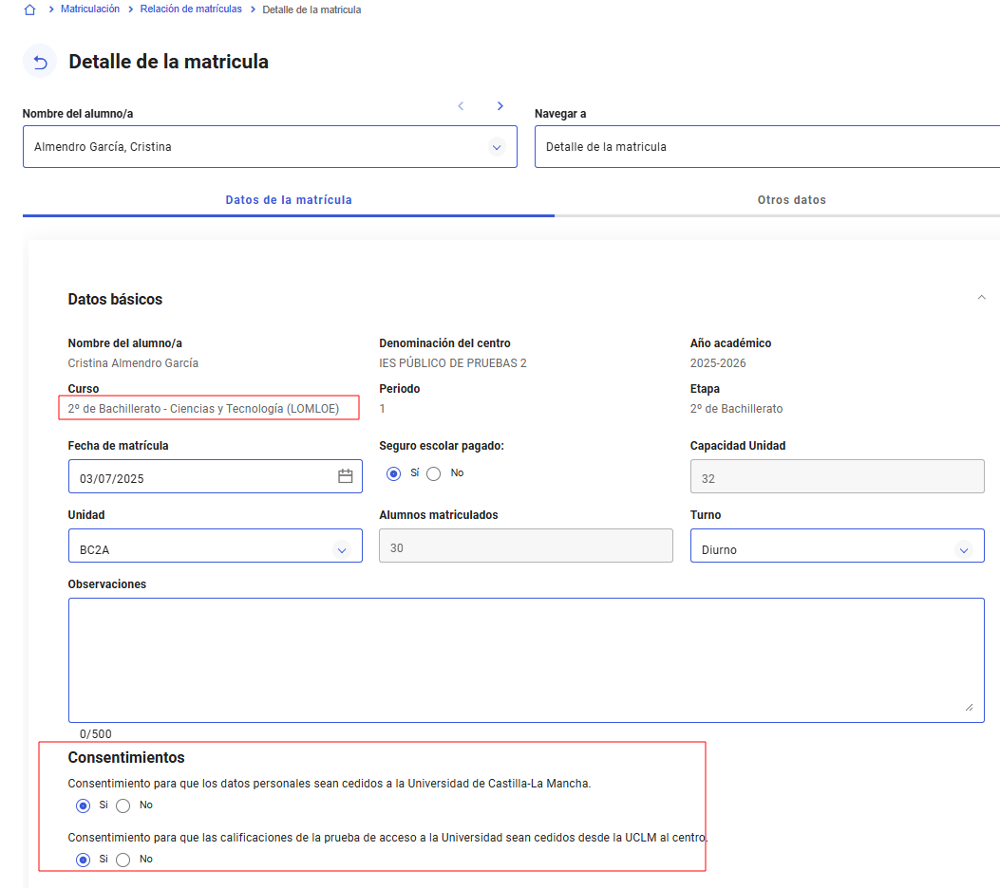 Matriculación > Relación de matrículas > Detalle de la matricula
Detalle de la matricula
Nombre del alumno/a
Navegar a
Almendro García, Cristina
Detalle de la matricula
Datos de la matrícula
Otros datos
Datos básicos
Nombre del alumno/a
Denominación del centro
Año académico
Cristina Almendro García
IES PÚBLICO DE PRUEBAS 2
2025-2026
Curso
Periodo
Etapa
2º de Bachillerato - Ciencias y Tecnología (LOMLOE)
1
2º de Bachillerato
Fecha de matrícula
Seguro escolar pagado:
Capacidad Unidad
03/07/2025
Sí No
32
Unidad
Alumnos matriculados
Turno
BC2A
30
Diurno
Observaciones
0/500
Consentimientos
Consentimiento para que los datos personales sean cedidos a la Universidad de Castilla-La Mancha.
Si No
Consentimiento para que las calificaciones de la prueba de acceso a la Universidad sean cedidos desde la UCLM al centro.
Si No